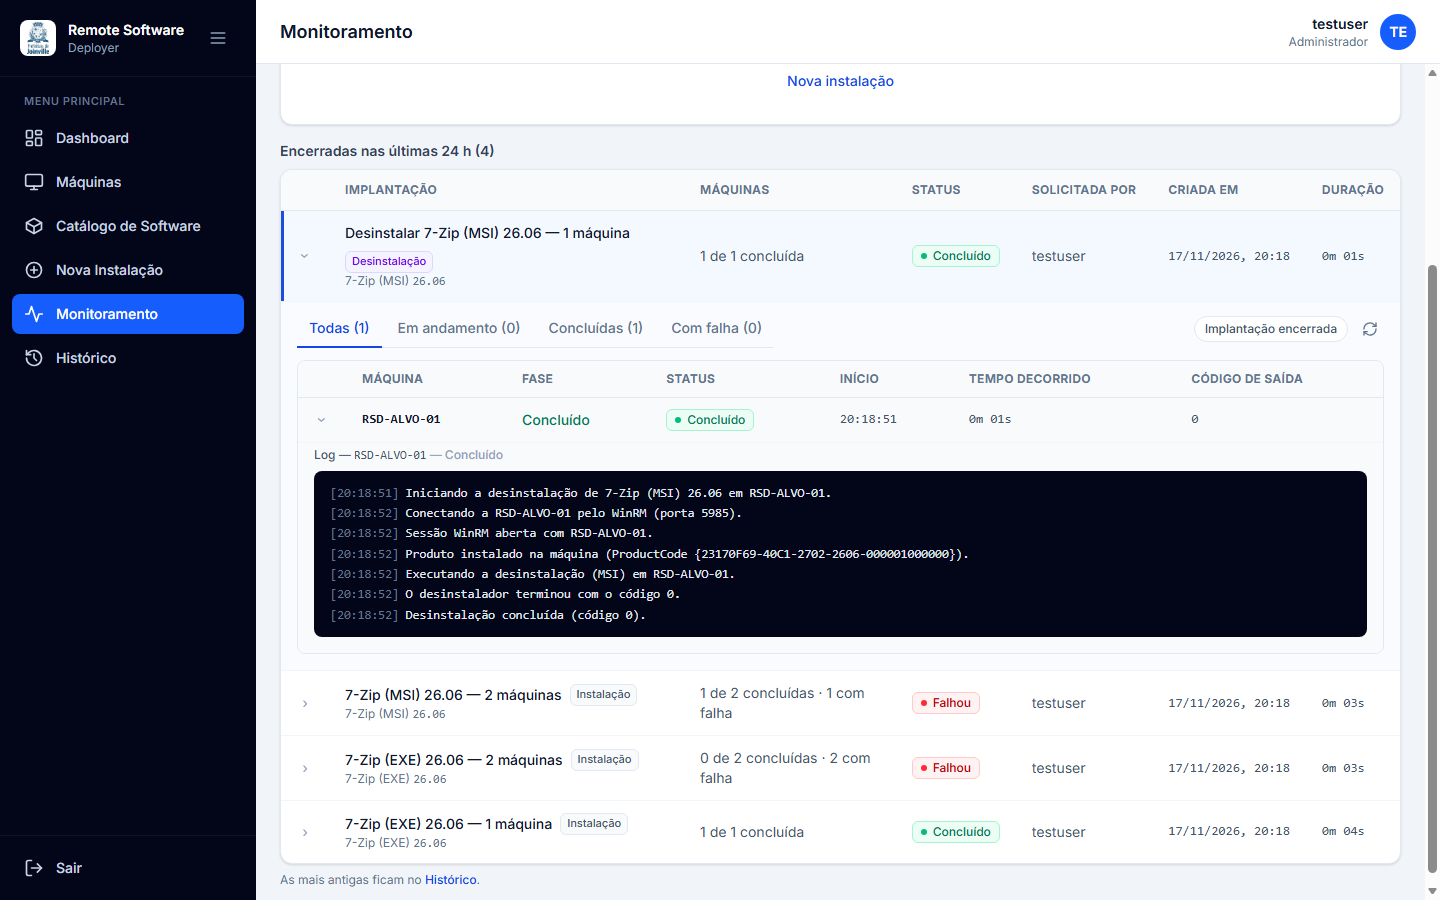 Remote Software
Deployer
MENU PRINCIPAL
Dashboard
Máquinas
Catálogo de Software
Nova Instalação
Monitoramento
Histórico
Sair
Monitoramento
testuser
Administrador
TE
Nova instalação
Encerradas nas últimas 24 h (4)
IMPLANTAÇÃO MÁQUINAS STATUS SOLICITADA POR CRIADA EM DURAÇÃO
Desinstalar 7-Zip (MSI) 26.06 — 1 máquina
Desinstalação
7-Zip (MSI) 26.06
1 de 1 concluída Concluído testuser 17/11/2026, 20:18 0m 01s
Todas (1) Em andamento (0) Concluídas (1) Com falha (0) Implantação encerrada
MÁQUINA FASE STATUS INÍCIO TEMPO DECORRIDO CÓDIGO DE SAÍDA
RSD-ALVO-01 Concluído Concluído 20:18:51 0m 01s 0
Log — RSD-ALVO-01 — Concluído
[20:18:51] Iniciando a desinstalação de 7-Zip (MSI) 26.06 em RSD-ALVO-01.
[20:18:52] Conectando a RSD-ALVO-01 pelo WinRM (porta 5985).
[20:18:52] Sessão WinRM aberta com RSD-ALVO-01.
[20:18:52] Produto instalado na máquina (ProductCode {23170F69-40C1-2702-2606-000001000000}).
[20:18:52] Executando a desinstalação (MSI) em RSD-ALVO-01.
[20:18:52] O desinstalador terminou com o código 0.
[20:18:52] Desinstalação concluída (código 0).
7-Zip (MSI) 26.06 — 2 máquinas Instalação
7-Zip (MSI) 26.06
1 de 2 concluídas · 1 com
falha
Falhou testuser 17/11/2026, 20:18 0m 03s
7-Zip (EXE) 26.06 — 2 máquinas Instalação
7-Zip (EXE) 26.06
0 de 2 concluídas · 2 com
falha
Falhou testuser 17/11/2026, 20:18 0m 03s
7-Zip (EXE) 26.06 — 1 máquina Instalação
7-Zip (EXE) 26.06
1 de 1 concluída Concluído testuser 17/11/2026, 20:18 0m 04s
As mais antigas ficam no Histórico.